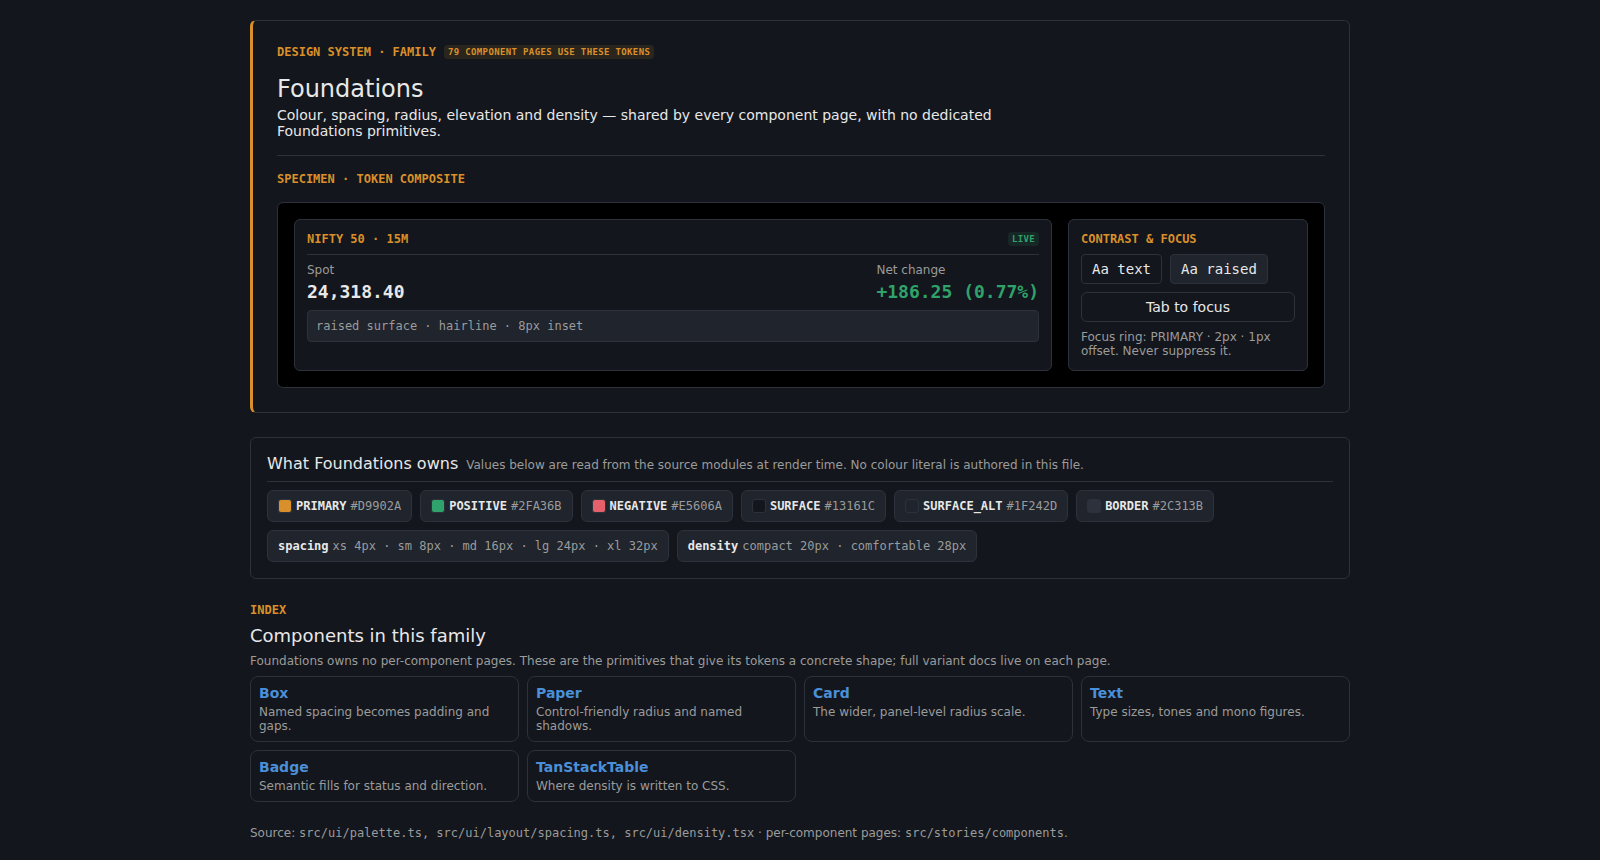 DESIGN SYSTEM · FAMILY 79 COMPONENT PAGES USE THESE TOKENS
Foundations
Colour, spacing, radius, elevation and density — shared by every component page, with no dedicated
Foundations primitives.
SPECIMEN · TOKEN COMPOSITE
NIFTY 50 · 15M LIVE
Spot Net change
24,318.40 +186.25 (0.77%)
raised surface · hairline · 8px inset
CONTRAST & FOCUS
Aa text Aa raised
Tab to focus
Focus ring: PRIMARY · 2px · 1px
offset. Never suppress it.
What Foundations owns Values below are read from the source modules at render time. No colour literal is authored in this file.
PRIMARY #D9902A POSITIVE #2FA36B NEGATIVE #E5606A SURFACE #13161C SURFACE_ALT #1F242D BORDER #2C313B
spacing xs 4px · sm 8px · md 16px · lg 24px · xl 32px density compact 20px · comfortable 28px
INDEX
Components in this family
Foundations owns no per-component pages. These are the primitives that give its tokens a concrete shape; full variant docs live on each page.
Box
Named spacing becomes padding and
gaps.
Paper
Control-friendly radius and named
shadows.
Card
The wider, panel-level radius scale.
Text
Type sizes, tones and mono figures.
Badge
Semantic fills for status and direction.
TanStackTable
Where density is written to CSS.
Source: src/ui/palette.ts, src/ui/layout/spacing.ts, src/ui/density.tsx · per-component pages: src/stories/components.